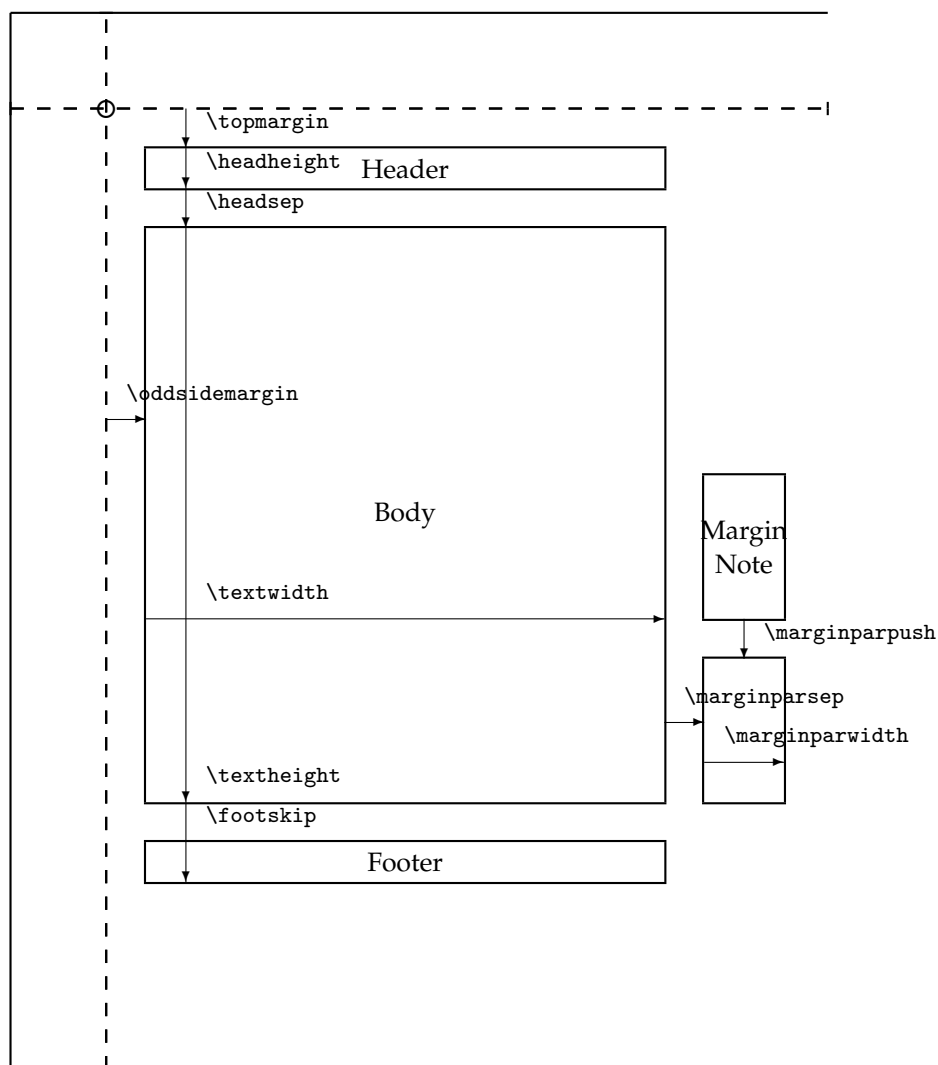 \topmargin
\headheight
Header
\headsep
\oddsidemargin
Body
Margin
Note
\textwidth
\marginparpush
\marginparsep
\marginparwidth
\textheight
\footskip
Footer